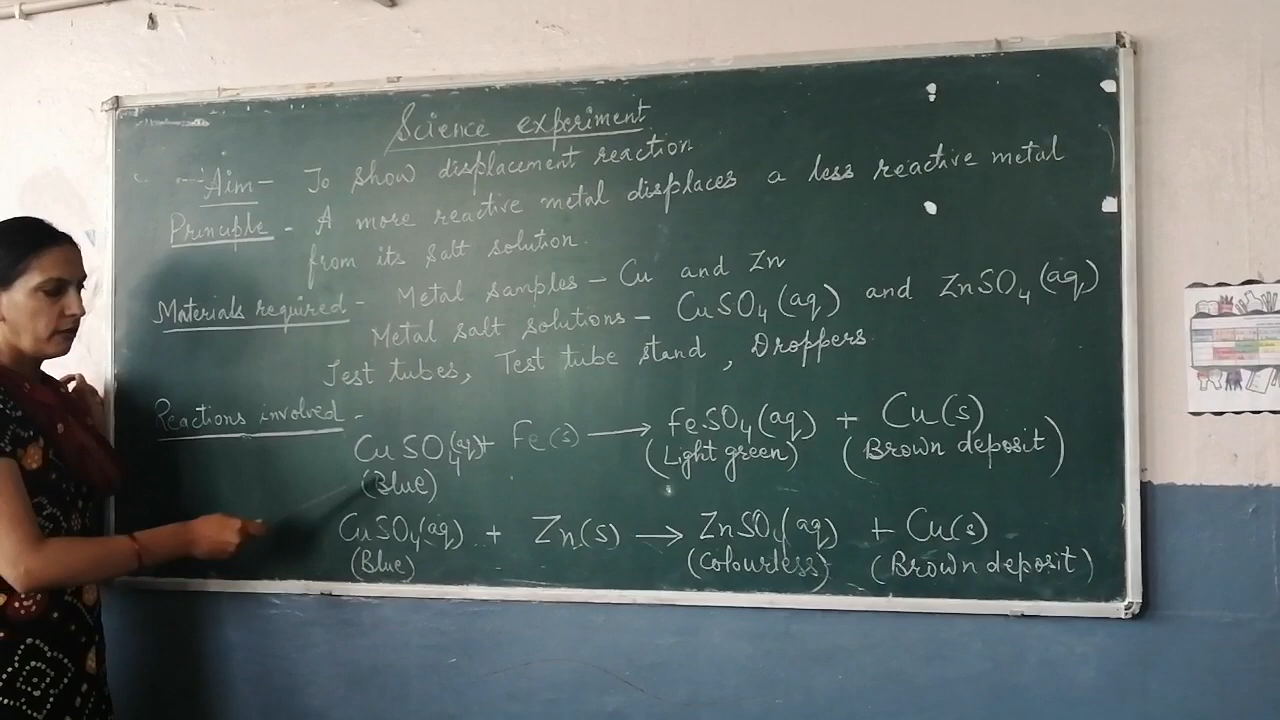 Science experiment
Aim - To show displacement reaction
Principle - A more reactive metal displaces a less reactive metal
from its salt solution.
Materials required - Metal samples - Cu and Zn
Metal salt solutions - CuSO₄(aq) and ZnSO₄(aq)
Test tubes, Test tube stand, Droppers
Reactions involved -
CuSO₄(aq) + Fe(s) → FeSO₄(aq) + Cu(s)
(Blue) (Light green) (Brown deposit)
CuSO₄(aq) + Zn(s) → ZnSO₄(aq) + Cu(s)
(Blue) (Colourless) (Brown deposit)